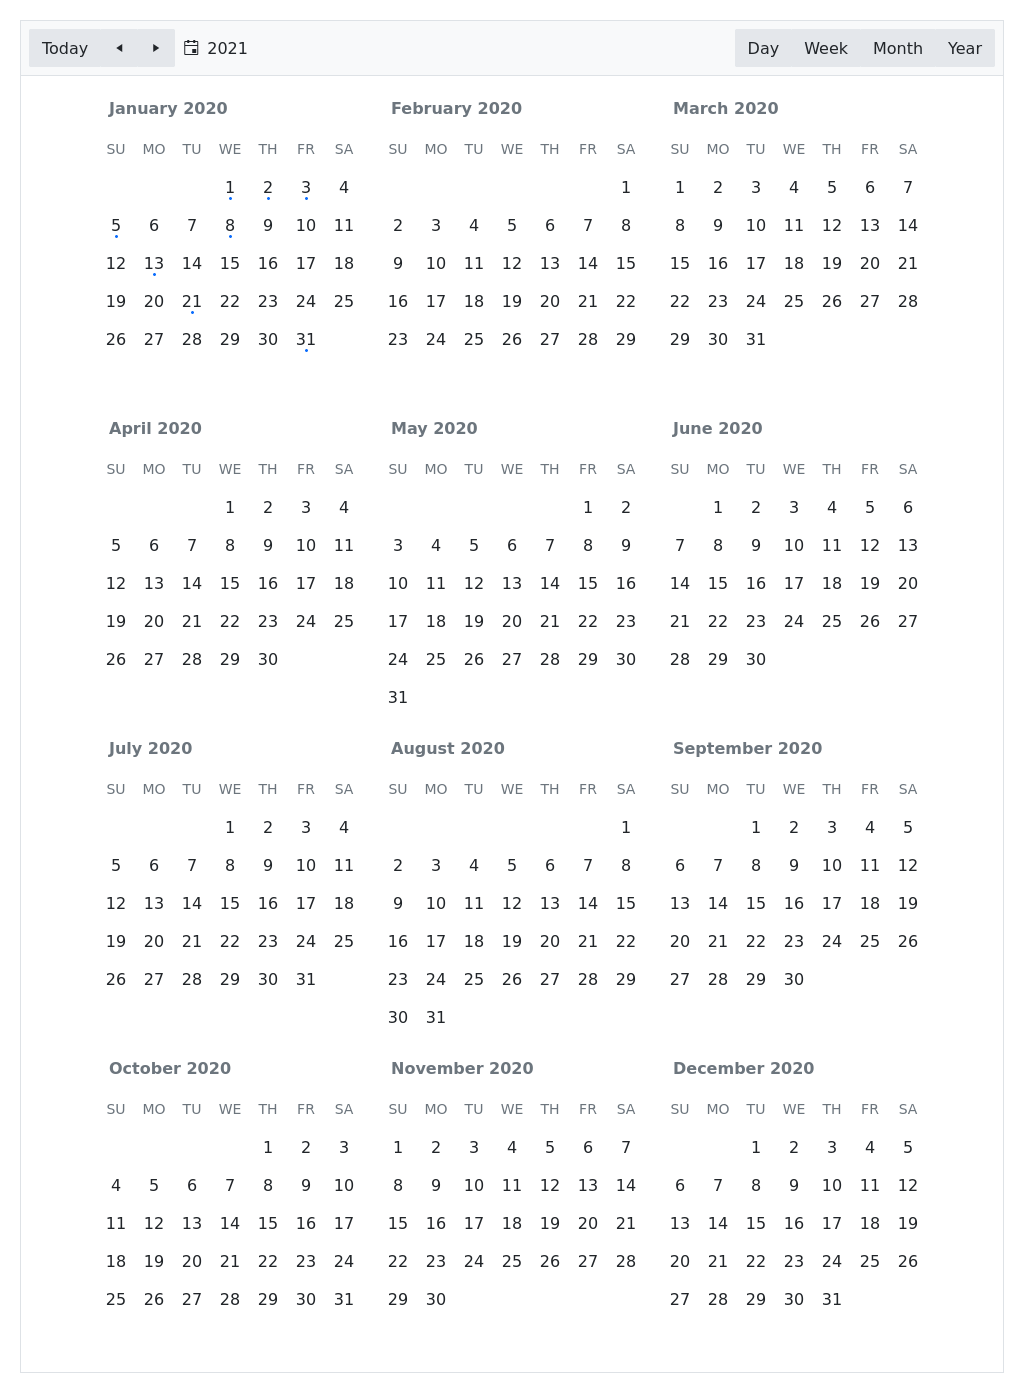 Today 2021 Day Week Month Year
January 2020 February 2020 March 2020
SU MO TU WE TH FR SA SU MO TU WE TH FR SA SU MO TU WE TH FR SA
1 2 3 4 1 1 2 3 4 5 6 7
5 6 7 8 9 10 11 2 3 4 5 6 7 8 8 9 10 11 12 13 14
12 13 14 15 16 17 18 9 10 11 12 13 14 15 15 16 17 18 19 20 21
19 20 21 22 23 24 25 16 17 18 19 20 21 22 22 23 24 25 26 27 28
26 27 28 29 30 31 23 24 25 26 27 28 29 29 30 31
April 2020 May 2020 June 2020
SU MO TU WE TH FR SA SU MO TU WE TH FR SA SU MO TU WE TH FR SA
1 2 3 4 1 2 1 2 3 4 5 6
5 6 7 8 9 10 11 3 4 5 6 7 8 9 7 8 9 10 11 12 13
12 13 14 15 16 17 18 10 11 12 13 14 15 16 14 15 16 17 18 19 20
19 20 21 22 23 24 25 17 18 19 20 21 22 23 21 22 23 24 25 26 27
26 27 28 29 30 24 25 26 27 28 29 30 28 29 30
31
July 2020 August 2020 September 2020
SU MO TU WE TH FR SA SU MO TU WE TH FR SA SU MO TU WE TH FR SA
1 2 3 4 1 1 2 3 4 5
5 6 7 8 9 10 11 2 3 4 5 6 7 8 6 7 8 9 10 11 12
12 13 14 15 16 17 18 9 10 11 12 13 14 15 13 14 15 16 17 18 19
19 20 21 22 23 24 25 16 17 18 19 20 21 22 20 21 22 23 24 25 26
26 27 28 29 30 31 23 24 25 26 27 28 29 27 28 29 30
30 31
October 2020 November 2020 December 2020
SU MO TU WE TH FR SA SU MO TU WE TH FR SA SU MO TU WE TH FR SA
1 2 3 1 2 3 4 5 6 7 1 2 3 4 5
4 5 6 7 8 9 10 8 9 10 11 12 13 14 6 7 8 9 10 11 12
11 12 13 14 15 16 17 15 16 17 18 19 20 21 13 14 15 16 17 18 19
18 19 20 21 22 23 24 22 23 24 25 26 27 28 20 21 22 23 24 25 26
25 26 27 28 29 30 31 29 30 27 28 29 30 31